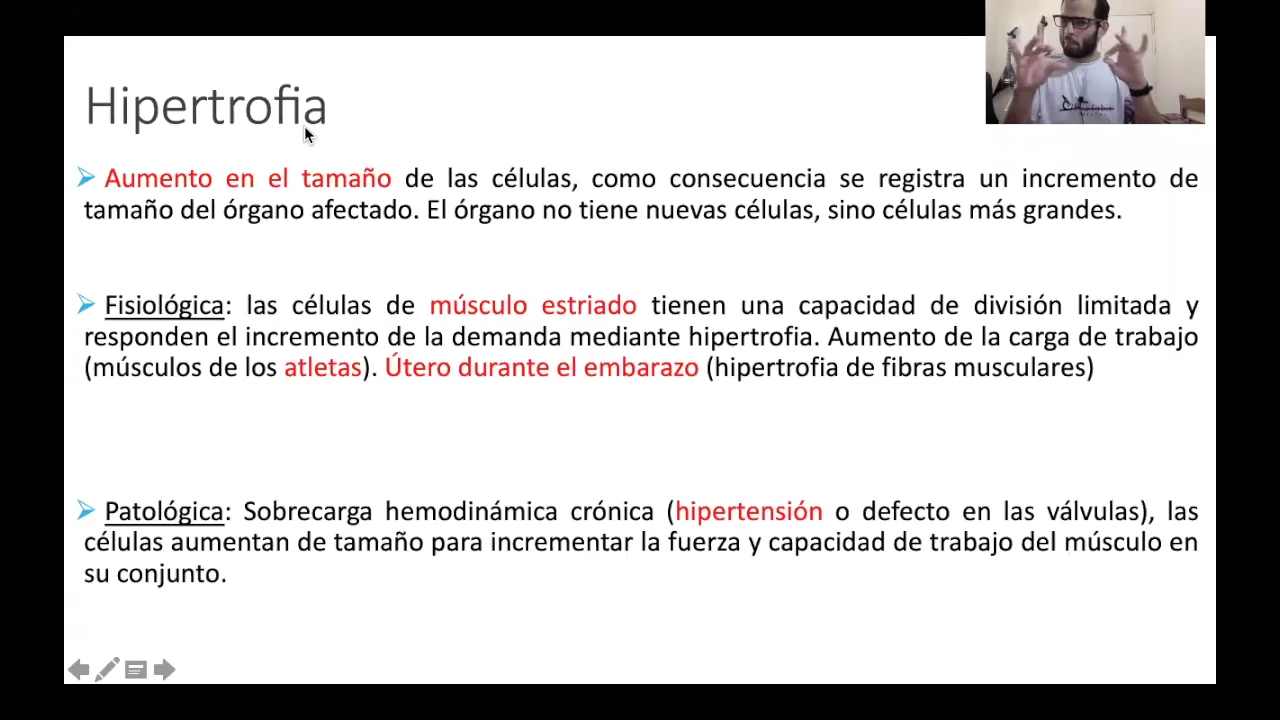 Hipertrofia
Aumento en el tamaño de las células, como consecuencia se registra un incremento de
tamaño del órgano afectado. El órgano no tiene nuevas células, sino células más grandes.
Fisiológica: las células de músculo estriado tienen una capacidad de división limitada y
responden el incremento de la demanda mediante hipertrofia. Aumento de la carga de trabajo
(músculos de los atletas). Útero durante el embarazo (hipertrofia de fibras musculares)
Patológica: Sobrecarga hemodinámica crónica (hipertensión o defecto en las válvulas), las
células aumentan de tamaño para incrementar la fuerza y capacidad de trabajo del músculo en
su conjunto.